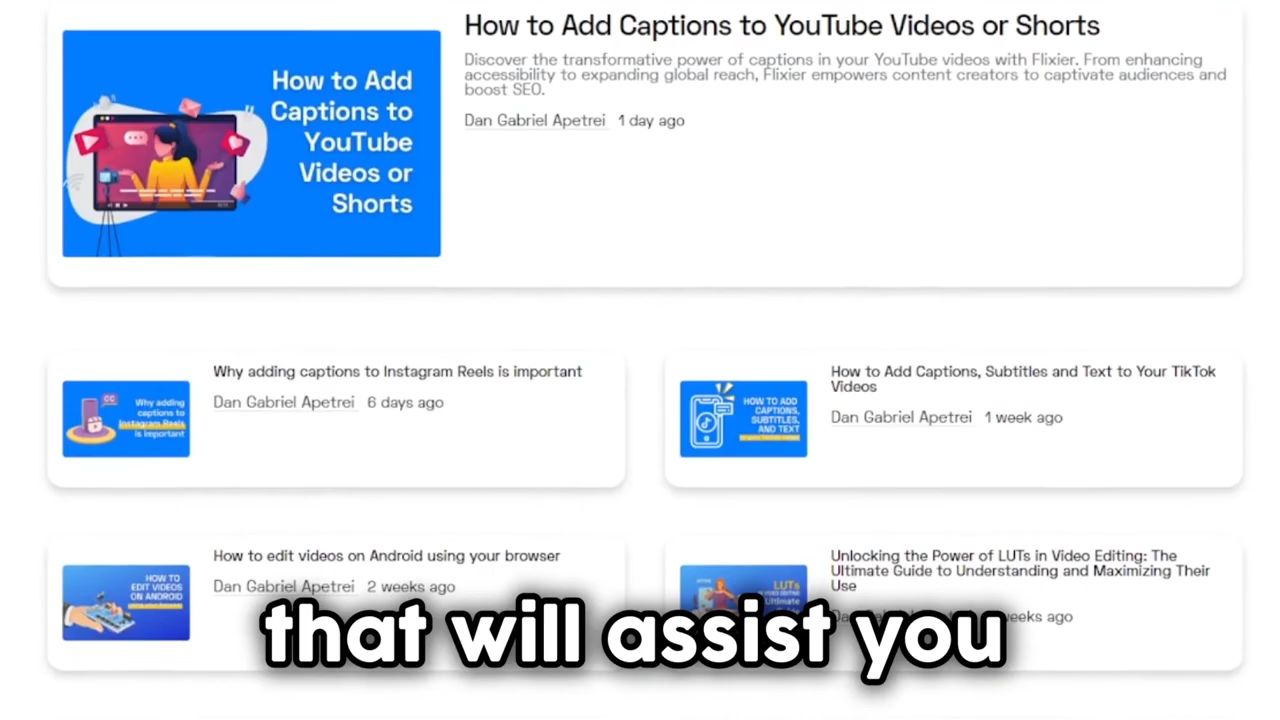 How to Add Captions to YouTube Videos or Shorts
Discover the transformative power of captions in your YouTube videos with Flixier. From enhancing
accessibility to expanding global reach, Flixier empowers content creators to captivate audiences and
boost SEO.
Dan Gabriel Apetrei 1 day ago
How to Add
Captions to
YouTube
Videos or
Shorts
Why adding captions to Instagram Reels is important
Dan Gabriel Apetrei 6 days ago
CC
Why adding
captions to
Instagram Reels
is important
How to Add Captions, Subtitles and Text to Your TikTok
Videos
Dan Gabriel Apetrei 1 week ago
HOW TO ADD
CAPTIONS,
SUBTITLES,
AND TEXT
How to edit videos on Android using your browser
Dan Gabriel Apetrei 2 weeks ago
HOW TO
EDIT VIDEOS
ON ANDROID
Unlocking the Power of LUTs in Video Editing: The
Ultimate Guide to Understanding and Maximizing Their
Use
weeks ago
LUTs
that will assist you